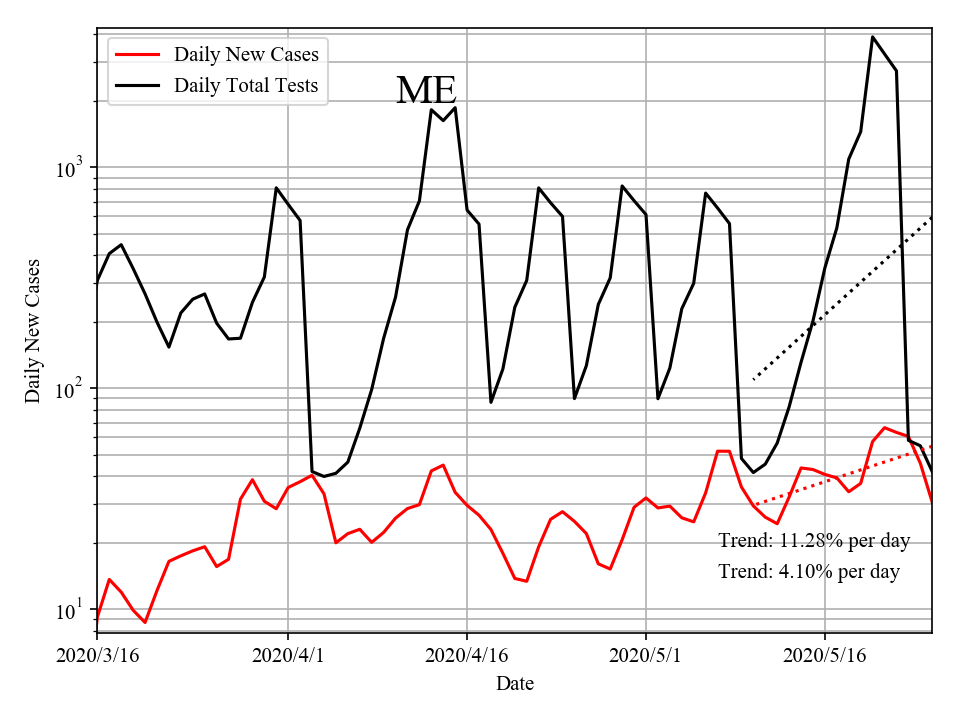 Daily New Cases
Daily Total Tests
ME
10³
10²
10¹
Daily New Cases
Trend: 11.28% per day
Trend: 4.10% per day
2020/3/16 2020/4/1 2020/4/16 2020/5/1 2020/5/16
Date